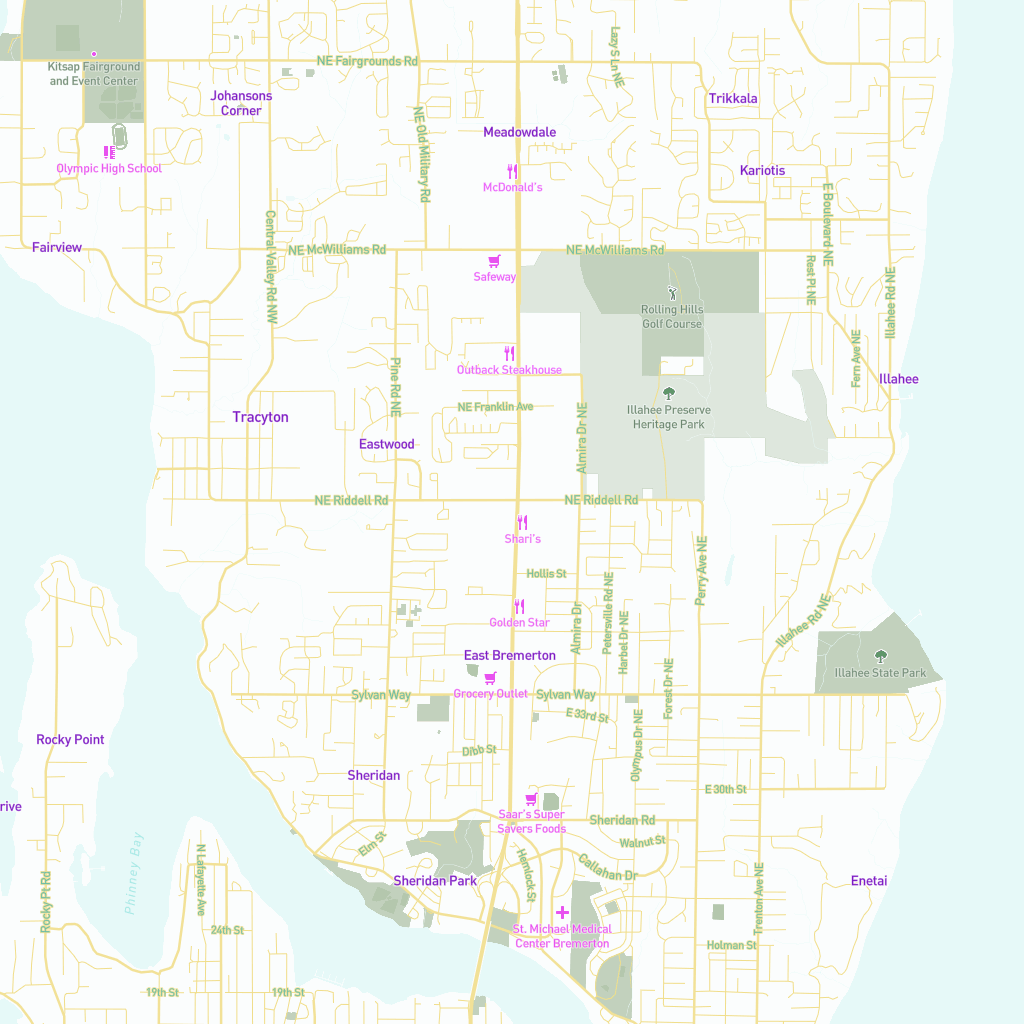 NE Fairgrounds Rd
Lazy S Ln NE
Kitsap Fairground
and Event Center
Johansons
Corner
Trikkala
NE Old Military Rd
Meadowdale
Olympic High School
McDonald's
Kariotis
E Boulevard NE
Fairview
Central Valley Rd NW
NE McWilliams Rd
NE McWilliams Rd
Safeway
Rest Pt NE
Illahee Rd NE
Rolling Hills
Golf Course
Outback Steakhouse
Pine Rd NE
Fern Ave NE
Illahee
NE Franklin Ave
Illahee Preserve
Heritage Park
Tracyton
Almira Dr NE
Eastwood
NE Riddell Rd
NE Riddell Rd
Shari's
Perry Ave NE
Hollis St
Petersville Rd NE
Golden Star
Almira Dr
Harbel Dr NE
Illahee Rd NE
East Bremerton
Illahee State Park
Grocery Outlet
Sylvan Way
Sylvan Way
Forest Dr NE
E 33rd St
Rocky Point
Dibb St
Olympus Dr NE
Sheridan
E 30th St
rive
Saar's Super
Savers Foods
Sheridan Rd
Elm St
Walnut St
Phinney Bay
N Lafayette Ave
Hemlock St
Callahan Dr
Sheridan Park
Enetai
Rocky Pt Rd
Trenton Ave NE
24th St
St. Michael Medical
Center Bremerton
Holman St
19th St
19th St